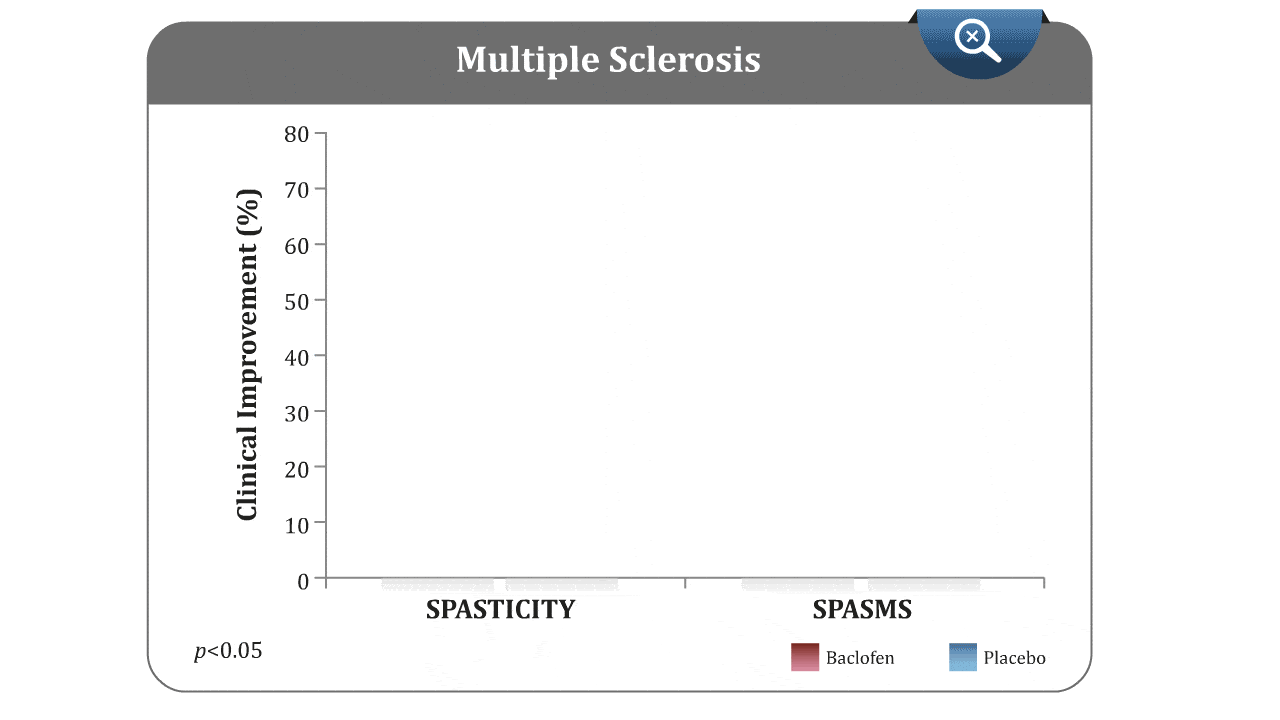 Multiple Sclerosis
Clinical Improvement (%)
80
70
60
50
40
30
20
10
0
SPASTICITY
SPASMS
p<0.05
Baclofen
Placebo